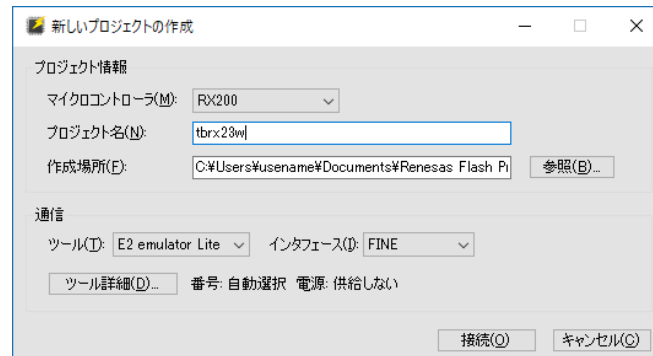 新しいプロジェクトの作成
プロジェクト情報
マイクロコントローラ(M): RX200
プロジェクト名(N): tbrx23w
作成場所(F): C:¥Users¥usename¥Documents¥Renesas Flash 参照(B)...
通信
ツール(T): E2 emulator Lite インタフェース(I): FINE
ツール詳細(D)... 番号: 自動選択 電源: 供給しない
接続(O) キャンセル(C)